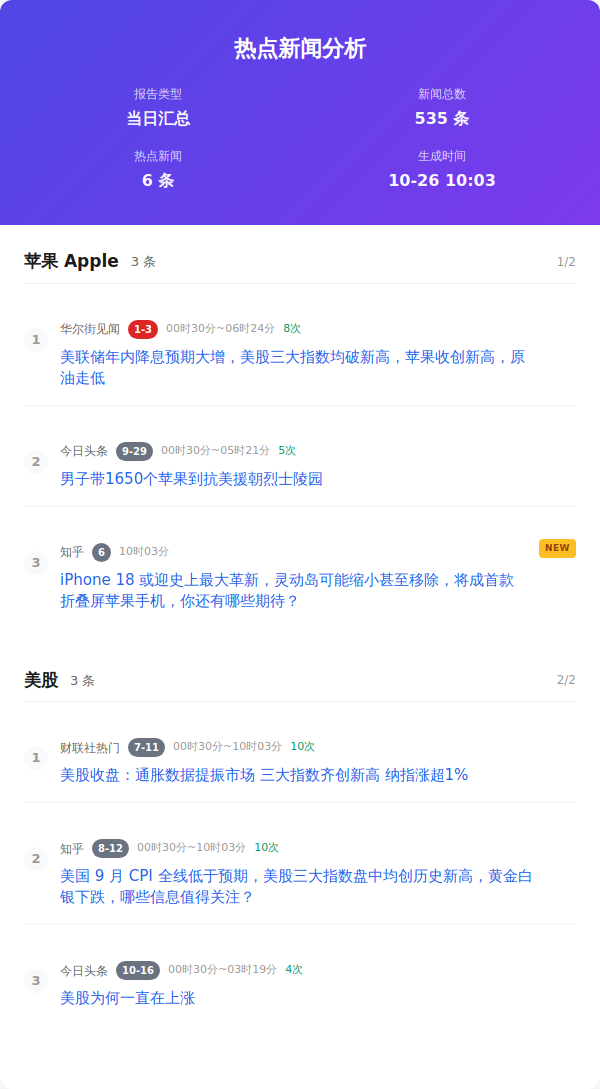 热点新闻分析
报告类型
新闻总数
当日汇总
535 条
热点新闻
生成时间
6 条
10-26 10:03
苹果 Apple 3 条 1/2
1
华尔街见闻 1-3 00时30分~06时24分 8次
美联储年内降息预期大增，美股三大指数均破新高，苹果收创新高，原
油走低
2
今日头条 9-29 00时30分~05时21分 5次
男子带1650个苹果到抗美援朝烈士陵园
3
知乎 6 10时03分 NEW
iPhone 18 或迎史上最大革新，灵动岛可能缩小甚至移除，将成首款
折叠屏苹果手机，你还有哪些期待？
美股 3 条 2/2
1
财联社热门 7-11 00时30分~10时03分 10次
美股收盘：通胀数据提振市场 三大指数齐创新高 纳指涨超1%
2
知乎 8-12 00时30分~10时03分 10次
美国 9 月 CPI 全线低于预期，美股三大指数盘中均创历史新高，黄金白
银下跌，哪些信息值得关注？
3
今日头条 10-16 00时30分~03时19分 4次
美股为何一直在上涨